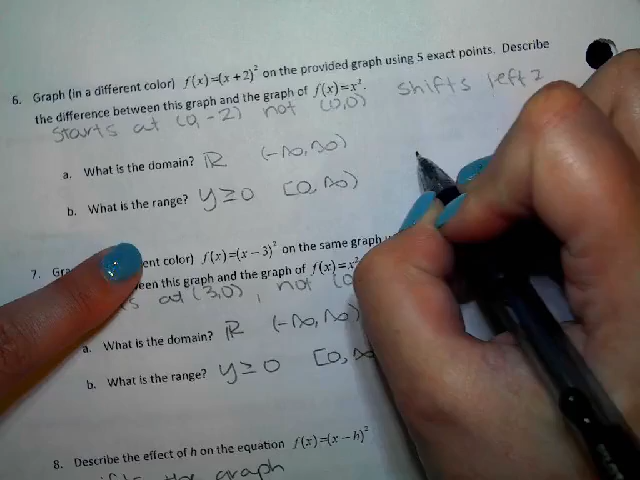 6. Graph (in a different color) f(x)=(x+2)² on the provided graph using 5 exact points. Describe
the difference between this graph and the graph of f(x)=x².
starts at (0,-2) not (0,0) shifts left 2
a. What is the domain? ℝ (-∞,∞)
b. What is the range? y≥0 [0,∞)
7. ent color) f(x)=(x-3)² on the same graph
een this graph and the graph of f(x)=x²
at (3,0), not (0
a. What is the domain? ℝ (-∞,∞)
b. What is the range? y≥0 [0,∞
8. Describe the effect of h on the equation f(x)=(x-h)²
the graph